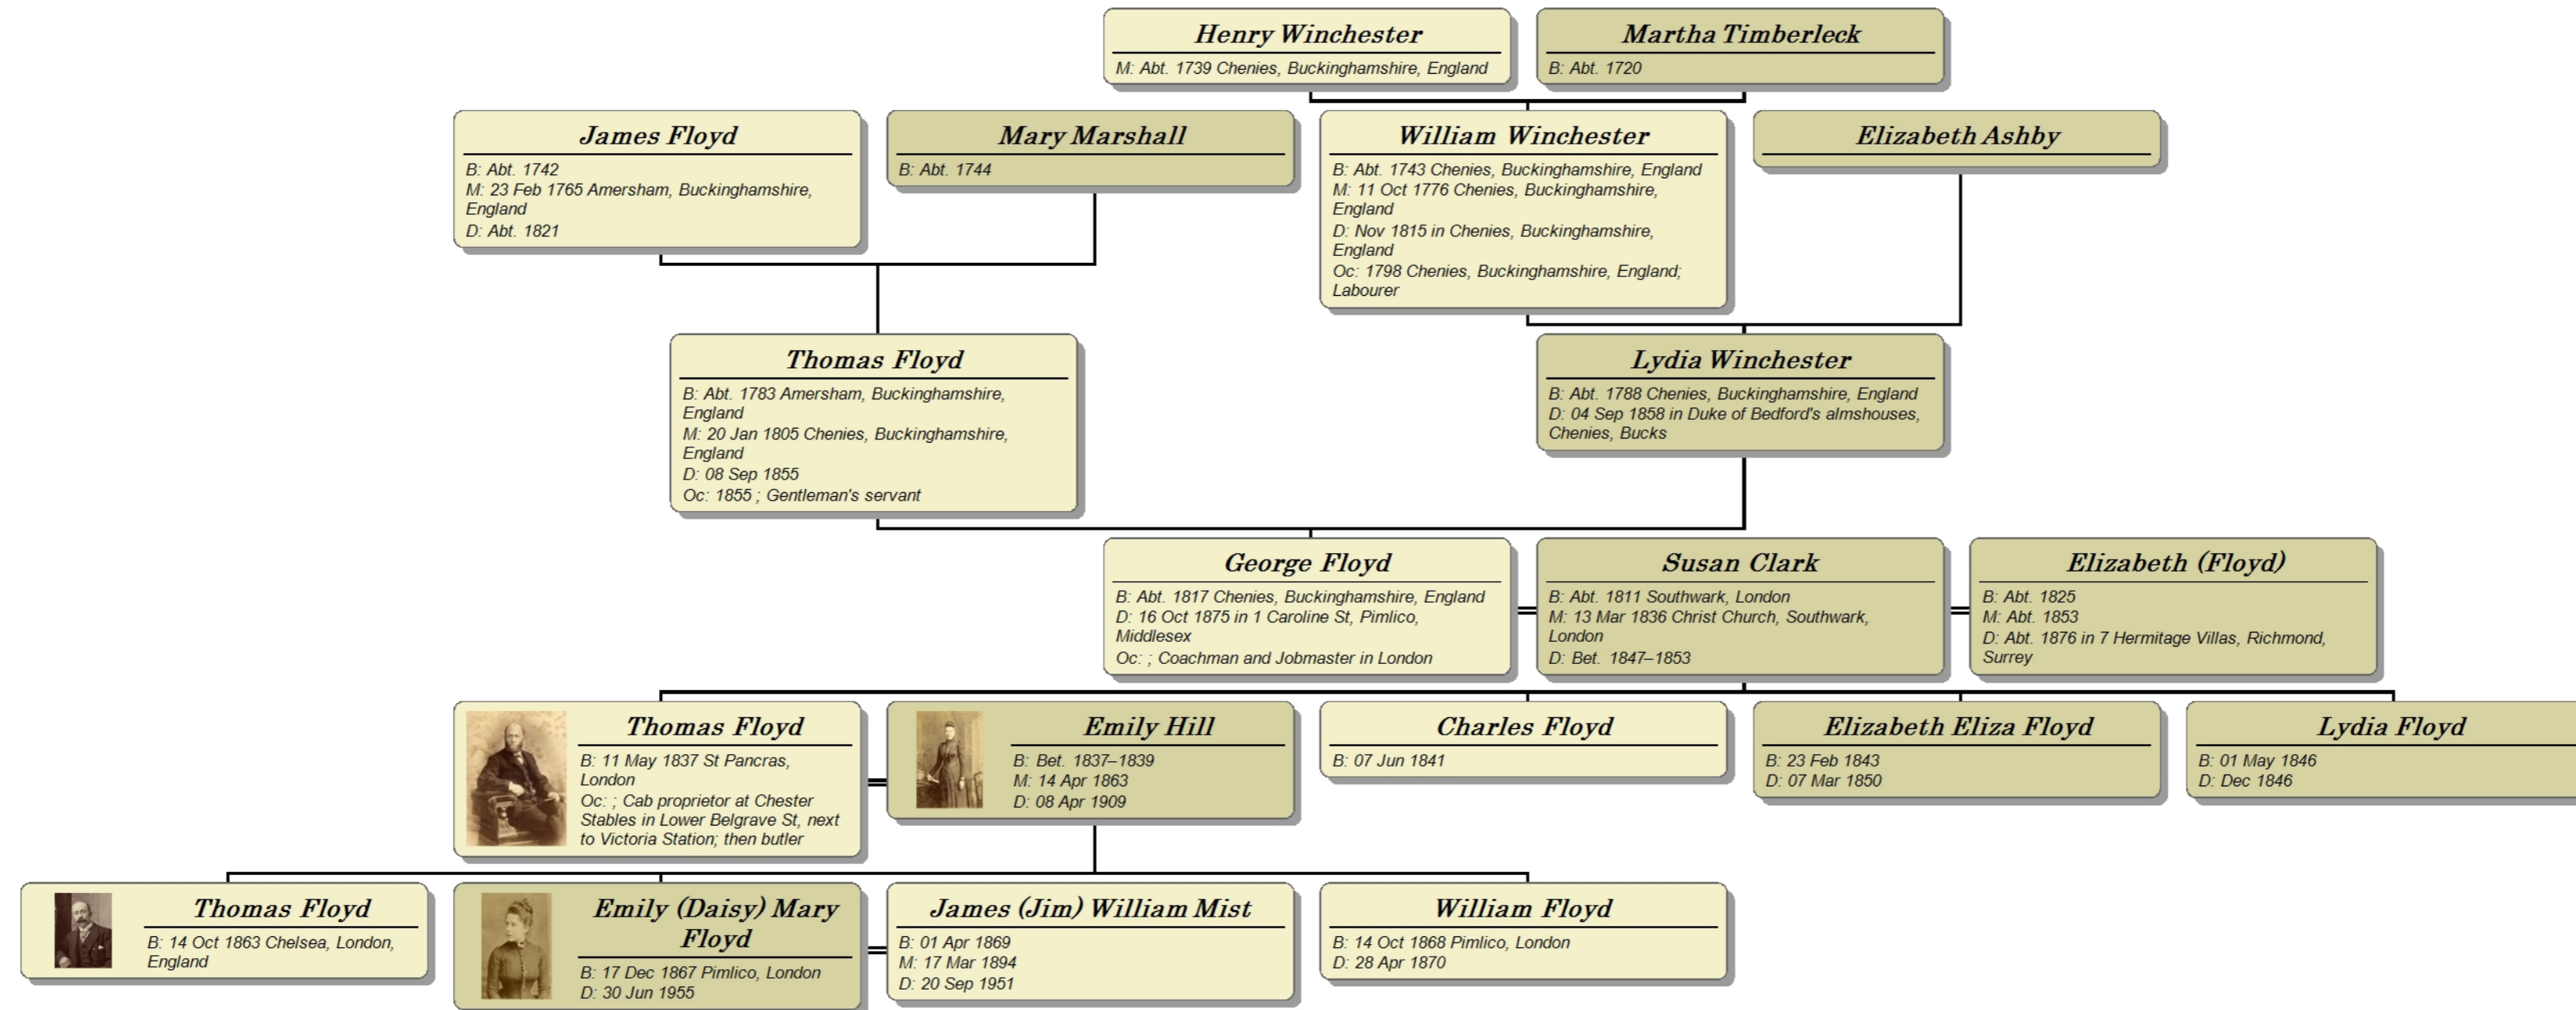 Henry Winchester
M: Abt. 1739 Chenies, Buckinghamshire, England
Martha Timberleck
B: Abt. 1720
James Floyd
B: Abt. 1742
M: 23 Feb 1765 Amersham, Buckinghamshire,
England
D: Abt. 1821
Mary Marshall
B: Abt. 1744
William Winchester
B: Abt. 1743 Chenies, Buckinghamshire, England
M: 11 Oct 1776 Chenies, Buckinghamshire,
England
D: Nov 1815 in Chenies, Buckinghamshire,
England
Oc: 1798 Chenies, Buckinghamshire, England;
Labourer
Elizabeth Ashby
Thomas Floyd
B: Abt. 1783 Amersham, Buckinghamshire,
England
M: 20 Jan 1805 Chenies, Buckinghamshire,
England
D: 08 Sep 1855
Oc: 1855 ; Gentleman's servant
Lydia Winchester
B: Abt. 1788 Chenies, Buckinghamshire, England
D: 04 Sep 1858 in Duke of Bedford's almshouses,
Chenies, Bucks
George Floyd
B: Abt. 1817 Chenies, Buckinghamshire, England
D: 16 Oct 1875 in 1 Caroline St, Pimlico,
Middlesex
Oc: ; Coachman and Jobmaster in London
Susan Clark
B: Abt. 1811 Southwark, London
M: 13 Mar 1836 Christ Church, Southwark,
London
D: Bet. 1847–1853
Elizabeth (Floyd)
B: Abt. 1825
M: Abt. 1853
D: Abt. 1876 in 7 Hermitage Villas, Richmond,
Surrey
Thomas Floyd
B: 11 May 1837 St Pancras,
London
Oc: ; Cab proprietor at Chester
Stables in Lower Belgrave St, next
to Victoria Station; then butler
Emily Hill
B: Bet. 1837–1839
M: 14 Apr 1863
D: 08 Apr 1909
Charles Floyd
B: 07 Jun 1841
Elizabeth Eliza Floyd
B: 23 Feb 1843
D: 07 Mar 1850
Lydia Floyd
B: 01 May 1846
D: Dec 1846
Thomas Floyd
B: 14 Oct 1863 Chelsea, London,
England
Emily (Daisy) Mary
Floyd
B: 17 Dec 1867 Pimlico, London
D: 30 Jun 1955
James (Jim) William Mist
B: 01 Apr 1869
M: 17 Mar 1894
D: 20 Sep 1951
William Floyd
B: 14 Oct 1868 Pimlico, London
D: 28 Apr 1870